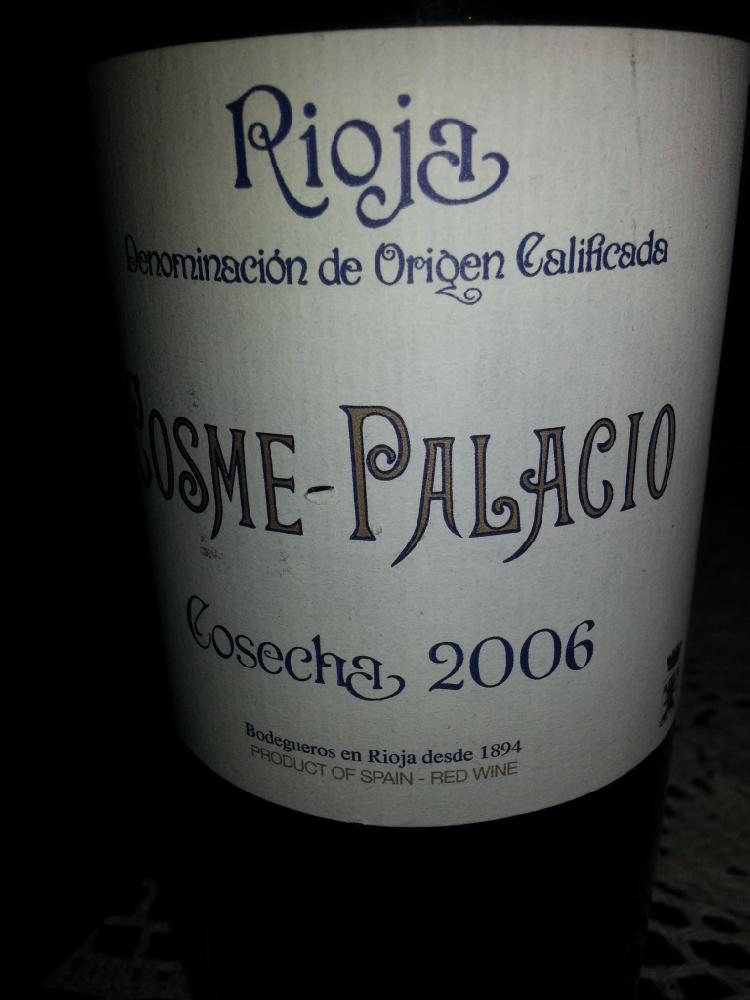 Rioja
Denominación de Origen Calificada
COSME-PALACIO
Cosecha 2006
Bodegueros en Rioja desde 1894
PRODUCT OF SPAIN - RED WINE